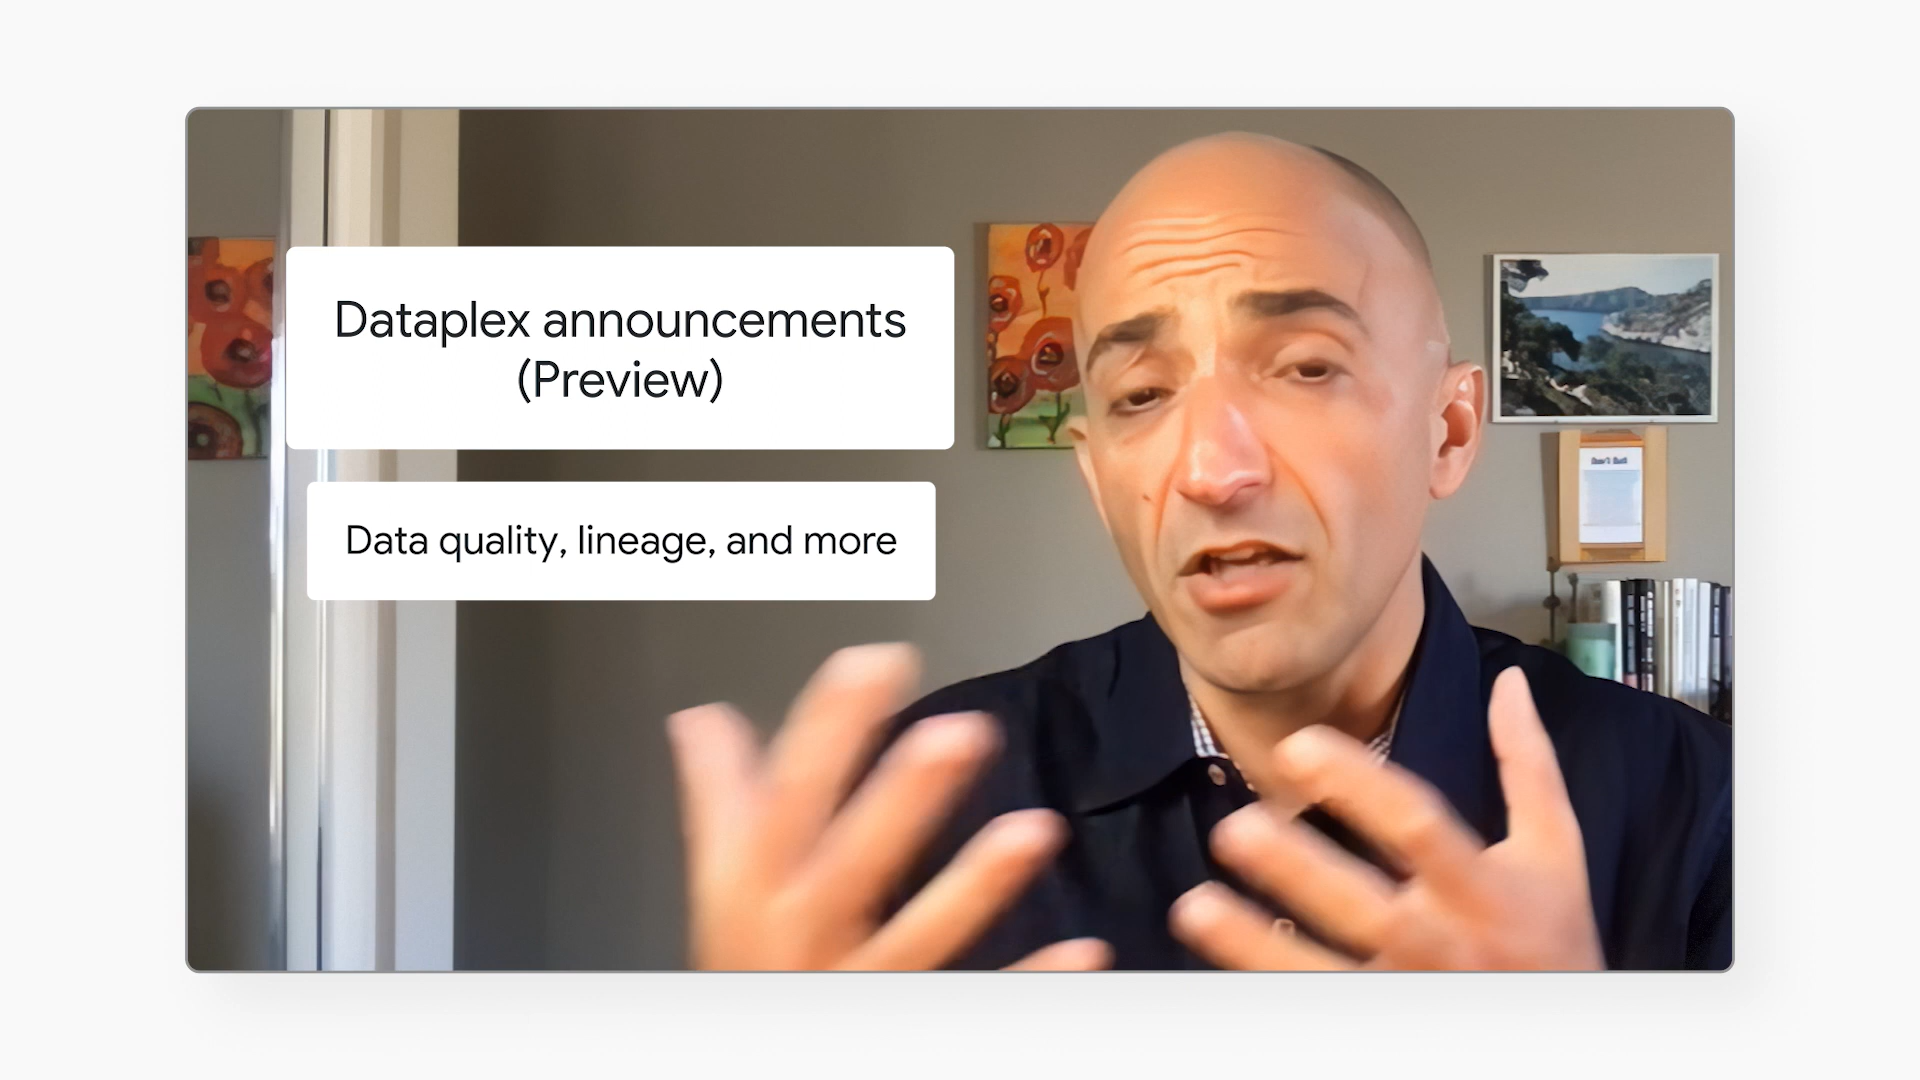 Dataplex announcements
(Preview)
Data quality, lineage, and more